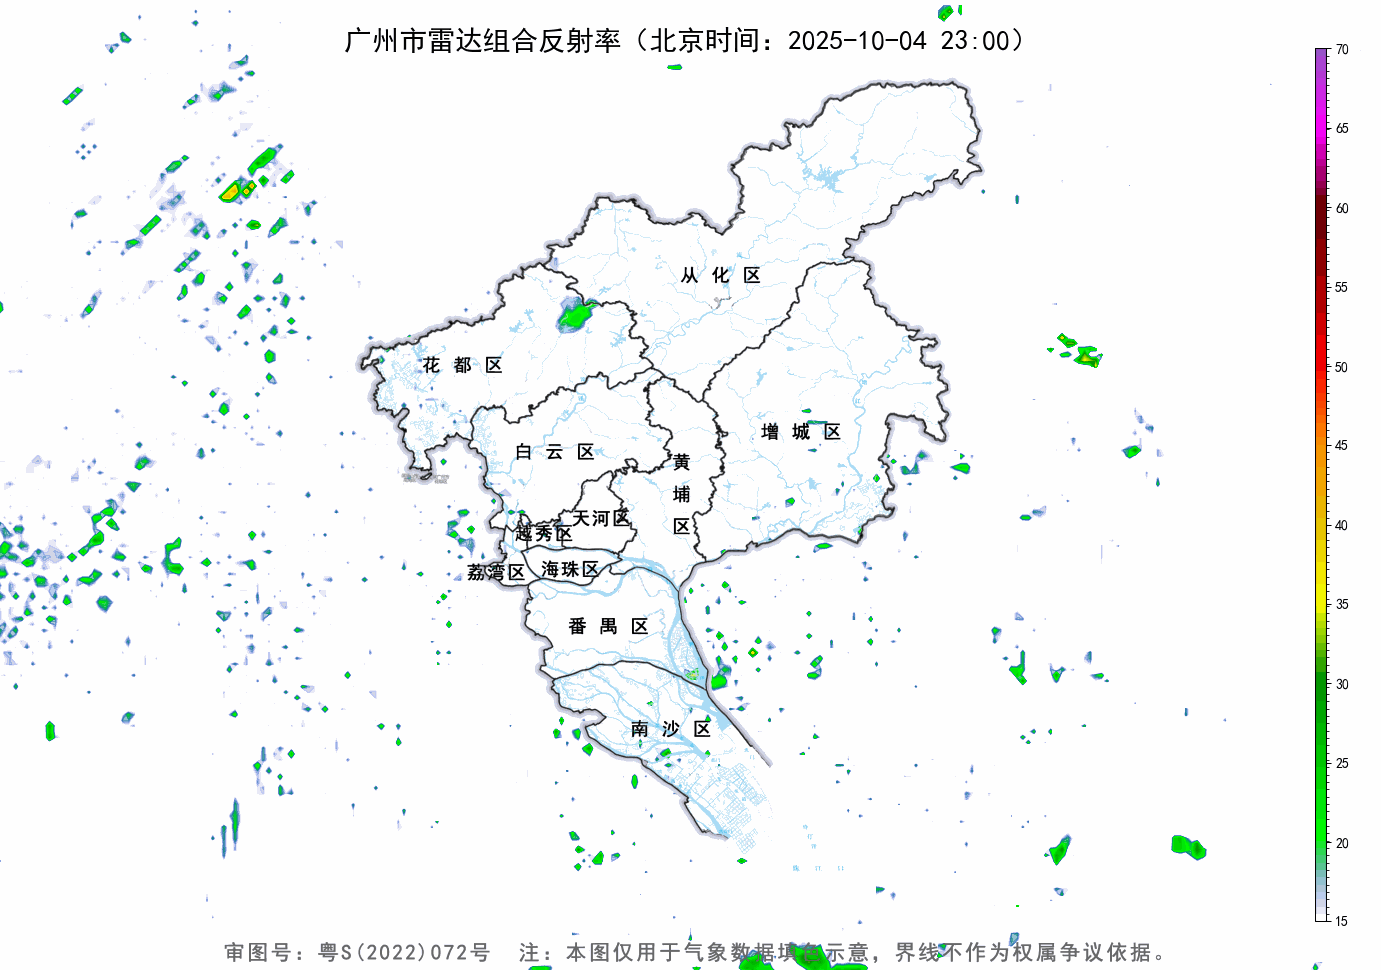 广州市雷达组合反射率（北京时间：2025-10-04 23:00）
70
65
60
55
50
45
40
35
30
25
20
15
从化区
花都区
增城区
白云区
黄埔区
天河区
越秀区
荔湾区
海珠区
番禺区
南沙区
审图号：粤S(2022)072号 注：本图仅用于气象数据填色示意，界线不作为权属争议依据。